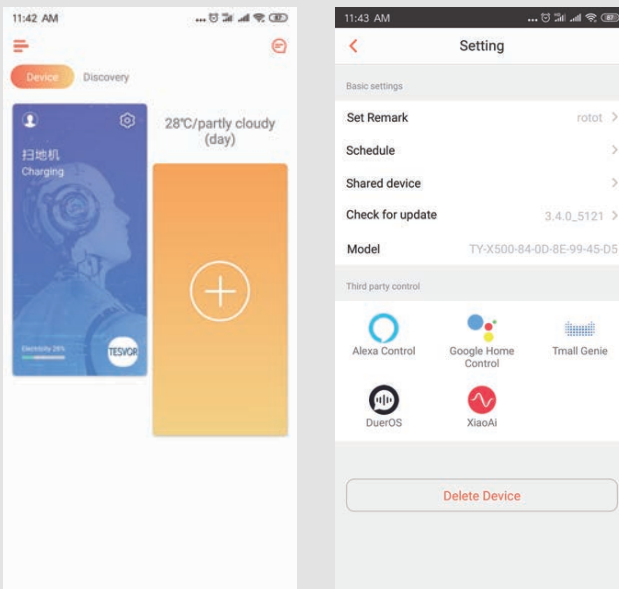 11:42 AM
Device
Discovery
扫地机
Charging
Electricity 28%
TESVOR
28°C/partly cloudy
(day)
11:43 AM
Setting
Basic settings
Set Remark
rotot
Schedule
Shared device
Check for update
3.4.0_5121
Model
TY-X500-84-0D-8E-99-45-D5
Third party control
Alexa Control
Google Home
Control
Tmall Genie
DuerOS
XiaoAi
Delete Device